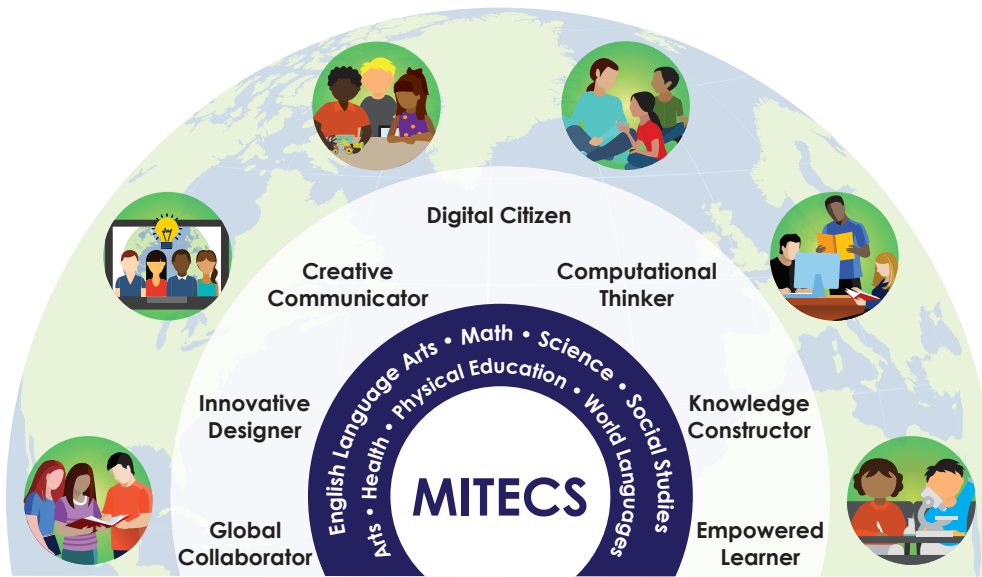 Digital Citizen
Creative
Communicator
Computational
Thinker
Innovative
Designer
Knowledge
Constructor
Global
Collaborator
Empowered
Learner
English Language Arts • Math • Science • Social Studies
Arts • Health • Physical Education • World Languages
MITECS